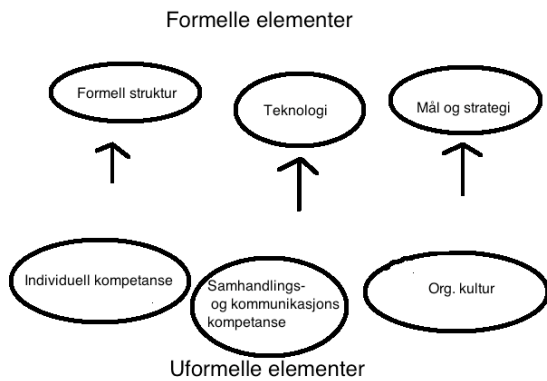 Formelle elementer
Formell struktur
Teknologi
Mål og strategi
Individuell kompetanse
Samhandlings-
og kommunikasjons
kompetanse
Org. kultur
Uformelle elementer